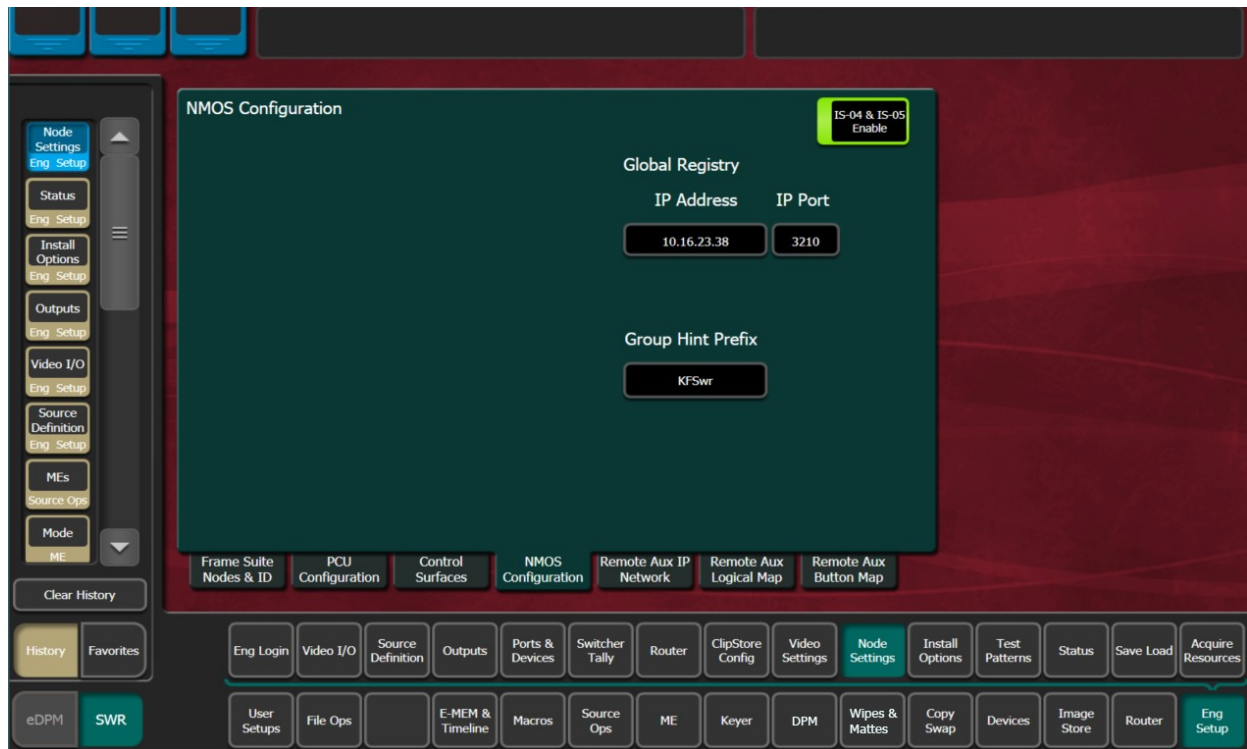 NMOS Configuration
IS-04 & IS-05
Enable
Global Registry
IP Address
IP Port
10.16.23.38
3210
Group Hint Prefix
KFSwr
Node
Settings
Eng Setup
Status
Eng Setup
Install
Options
Eng Setup
Outputs
Eng Setup
Video I/O
Eng Setup
Source
Definition
Eng Setup
MEs
Source Ops
Mode
ME
Clear History
History
Favorites
Frame Suite
Nodes & ID
PCU
Configuration
Control
Surfaces
NMOS
Configuration
Remote Aux IP
Network
Remote Aux
Logical Map
Remote Aux
Button Map
Eng Login
Video I/O
Source
Definition
Outputs
Ports &
Devices
Switcher
Tally
Router
ClipStore
Config
Video
Settings
Node
Settings
Install
Options
Test
Patterns
Status
Save Load
Acquire
Resources
eDPM
SWR
User
Setups
File Ops
E-MEM &
Timeline
Macros
Source
Ops
ME
Keyer
DPM
Wipes &
Mattes
Copy
Swap
Devices
Image
Store
Router
Eng
Setup